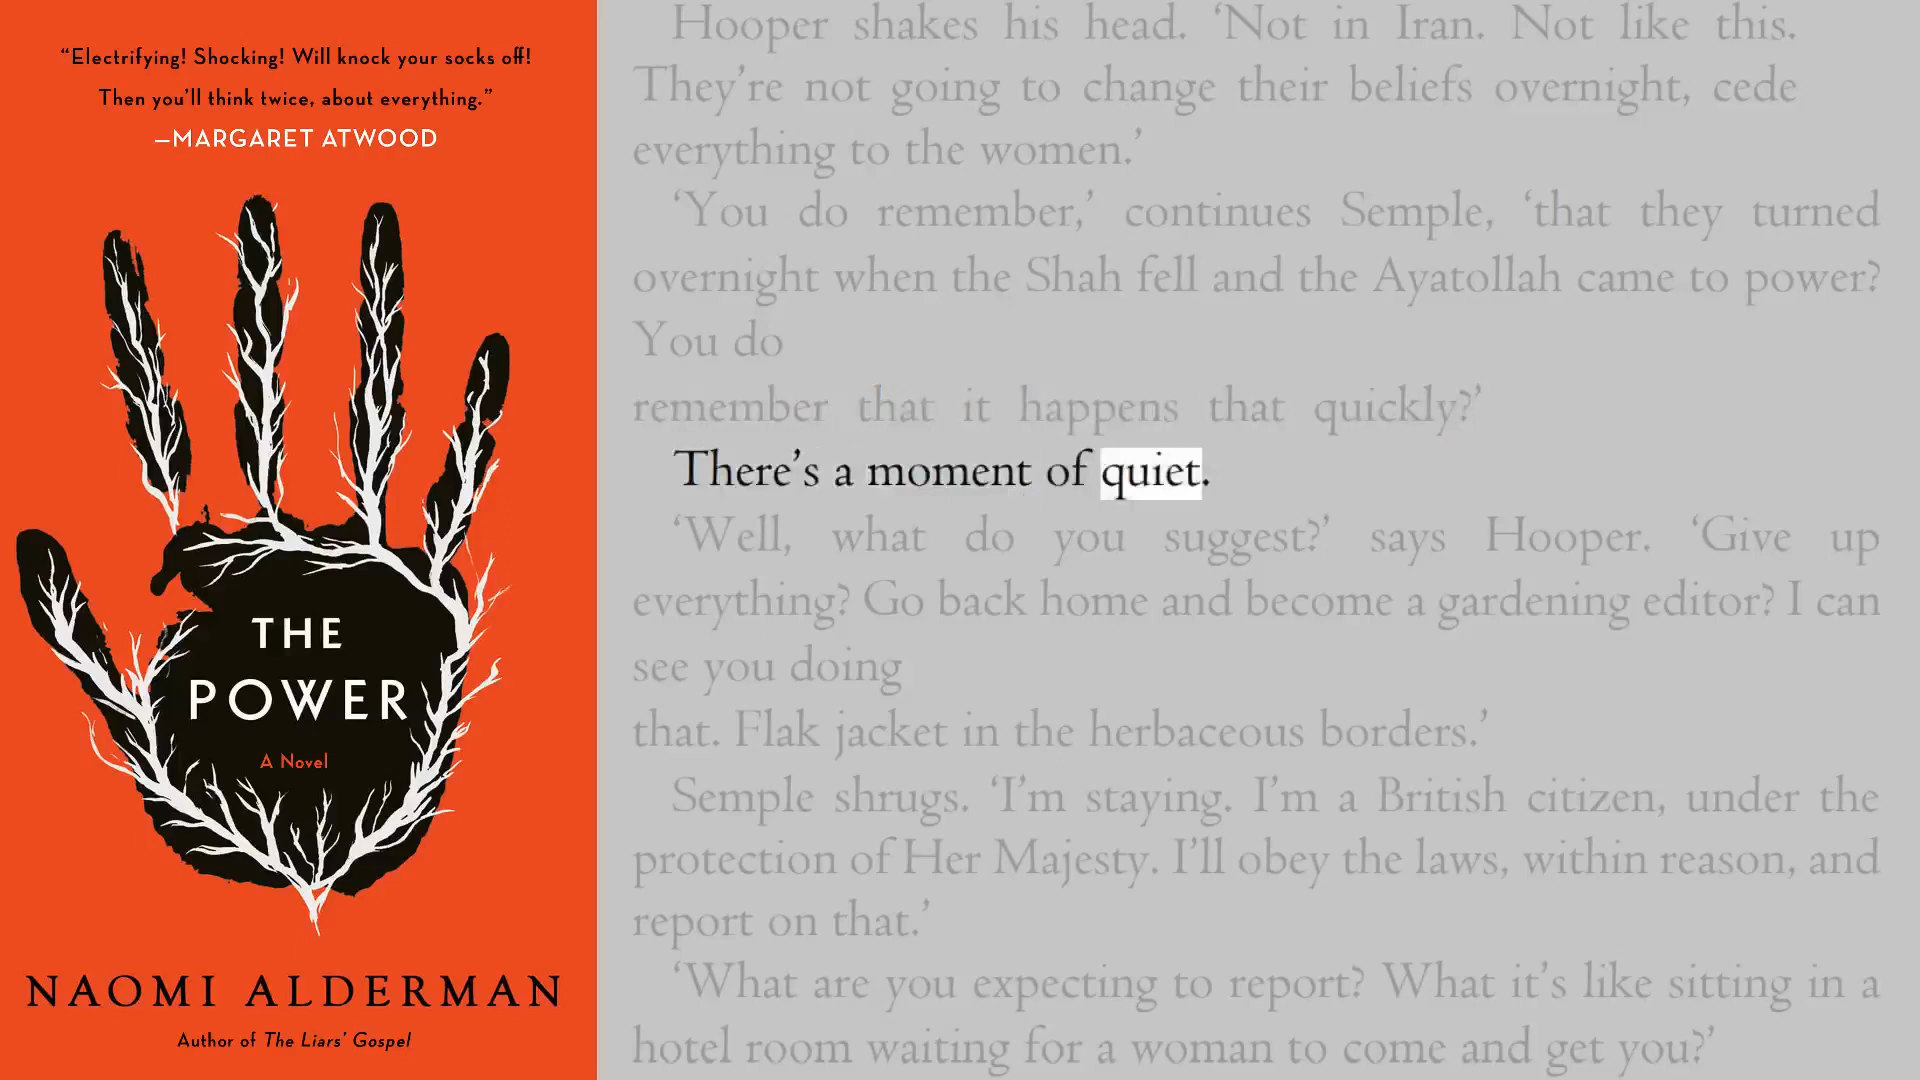 “Electrifying! Shocking! Will knock your socks off!
Then you’ll think twice, about everything.”
—MARGARET ATWOOD
THE
POWER
A Novel
NAOMI ALDERMAN
Author of The Liars’ Gospel
Hooper shakes his head. ‘Not in Iran. Not like this.
They’re not going to change their beliefs overnight, cede
everything to the women.’
‘You do remember,’ continues Semple, ‘that they turned
overnight when the Shah fell and the Ayatollah came to power?
You do
remember that it happens that quickly?’
There’s a moment of quiet.
‘Well, what do you suggest?’ says Hooper. ‘Give up
everything? Go back home and become a gardening editor? I can
see you doing
that. Flak jacket in the herbaceous borders.’
Semple shrugs. ‘I’m staying. I’m a British citizen, under the
protection of Her Majesty. I’ll obey the laws, within reason, and
report on that.’
‘What are you expecting to report? What it’s like sitting in a
hotel room waiting for a woman to come and get you?’